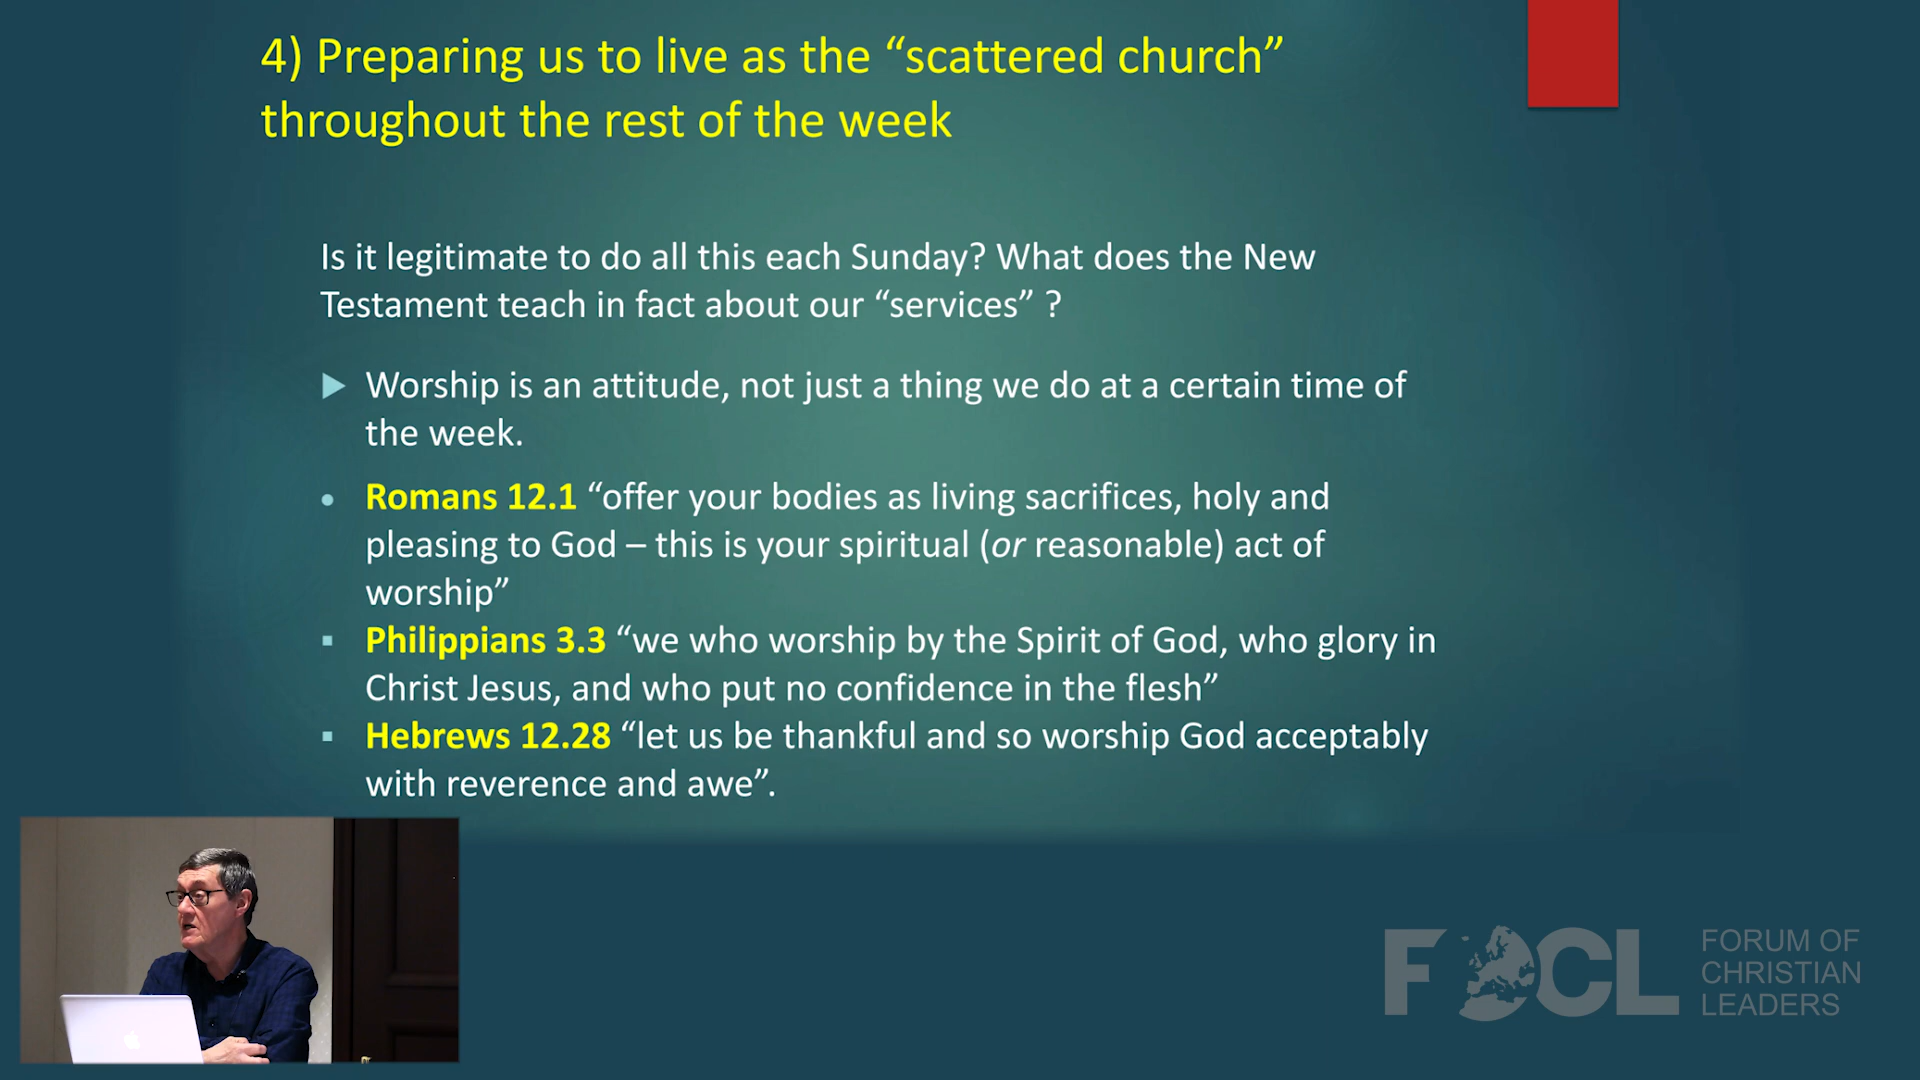 4) Preparing us to live as the “scattered church”
throughout the rest of the week
Is it legitimate to do all this each Sunday? What does the New
Testament teach in fact about our “services” ?
Worship is an attitude, not just a thing we do at a certain time of
the week.
Romans 12.1 “offer your bodies as living sacrifices, holy and
pleasing to God – this is your spiritual (or reasonable) act of
worship”
Philippians 3.3 “we who worship by the Spirit of God, who glory in
Christ Jesus, and who put no confidence in the flesh”
Hebrews 12.28 “let us be thankful and so worship God acceptably
with reverence and awe”.
FOCL
FORUM OF
CHRISTIAN
LEADERS